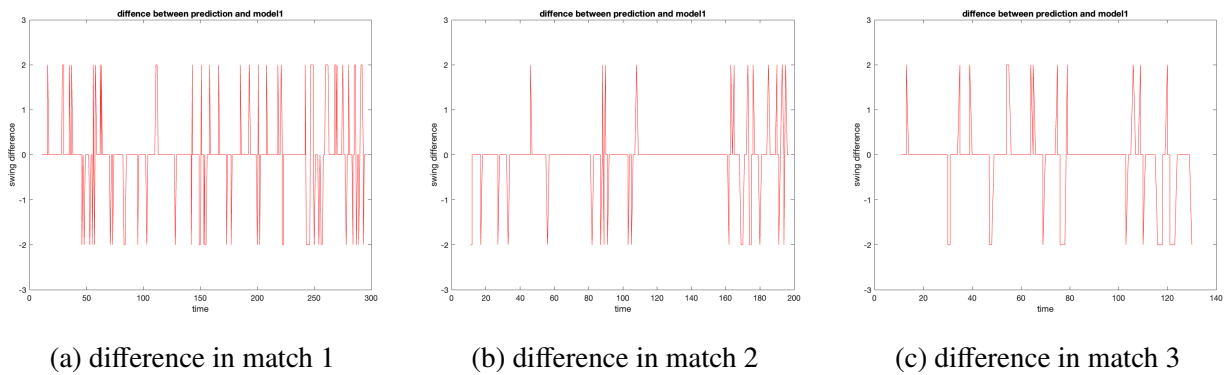 diffence between prediction and model1
3
2
1
0
-1
-2
-3
swing difference
0 50 100 150 200 250 300
time
(a) difference in match 1
diffence between prediction and model1
3
2
1
0
-1
-2
-3
swing difference
0 20 40 60 80 100 120 140 160 180 200
time
(b) difference in match 2
diffence between prediction and model1
3
2
1
0
-1
-2
-3
swing difference
0 20 40 60 80 100 120 140
time
(c) difference in match 3